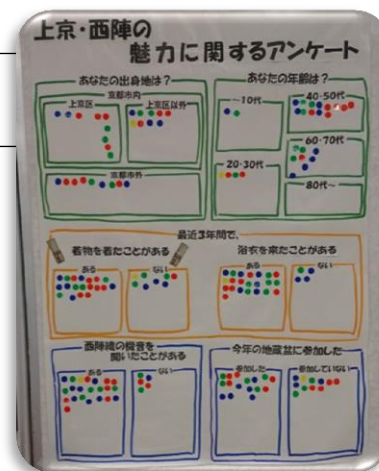 上京・西陣の
魅力に関するアンケート
あなたの出身地は？
京都市内
上京区
上京区以外
京都市外
あなたの年齢は？
～10代
40・50代
20・30代
60・70代
80代～
最近3年間で、
着物を着たことがある
ある
ない
浴衣を来たことがある
ある
ない
西陣織の機音を
聞いたことがある
ある
ない
今年の地蔵盆に参加した
参加した
参加していない